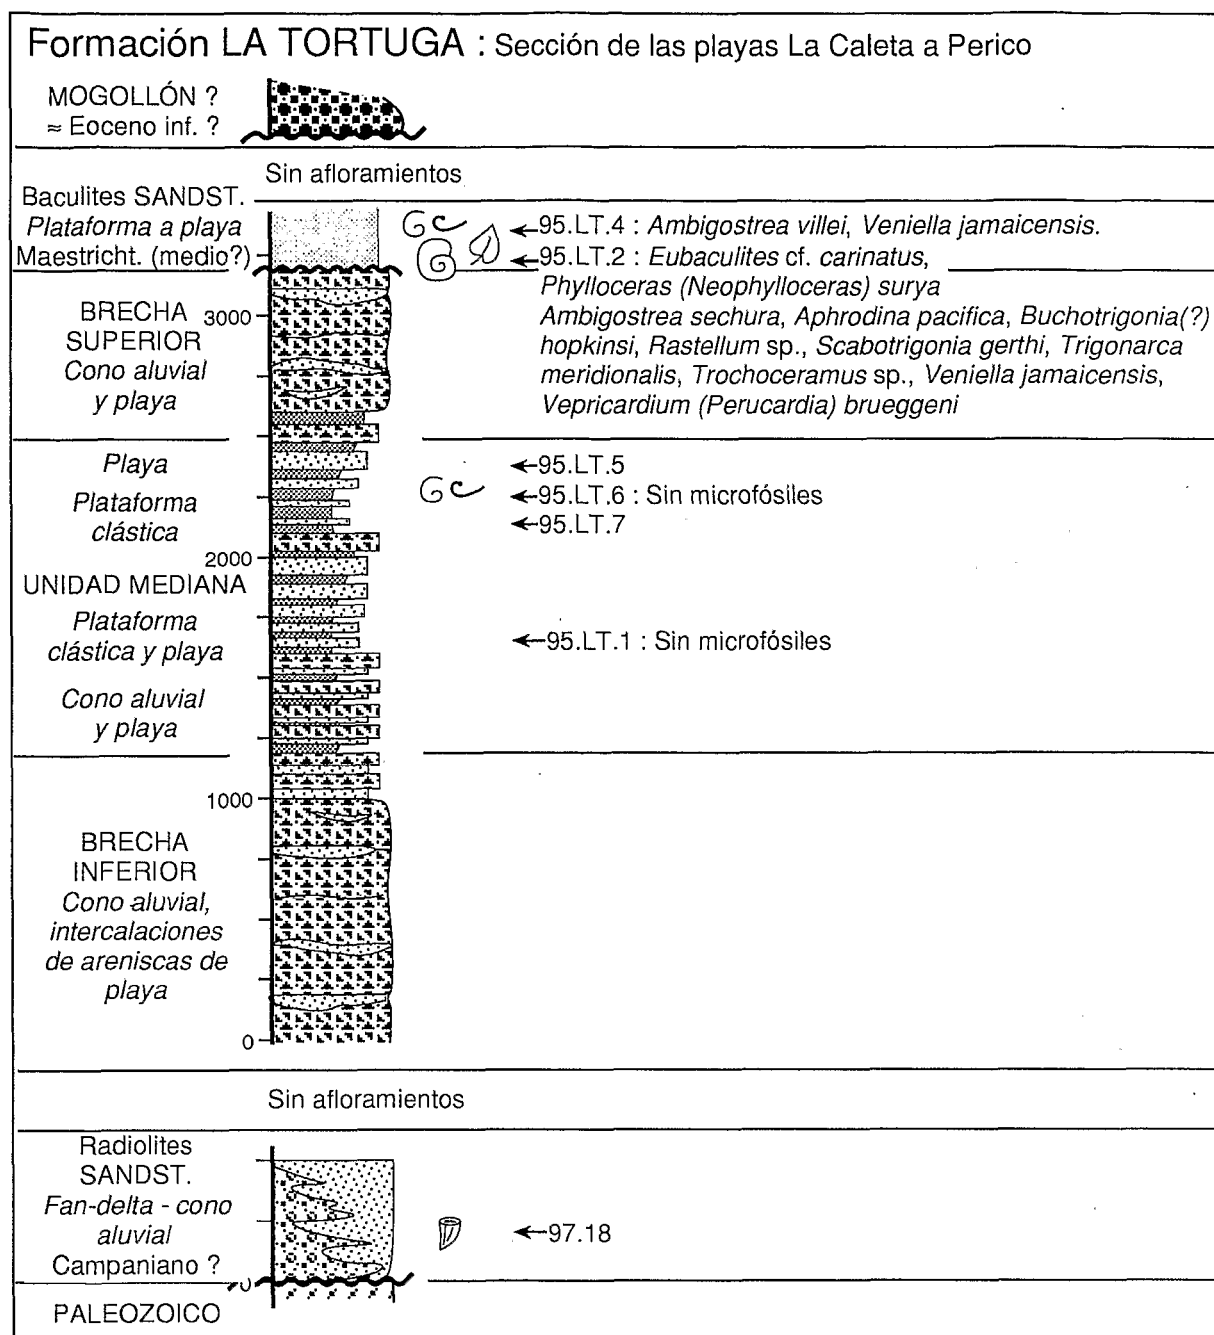 Formación LA TORTUGA : Sección de las playas La Caleta a Perico
MOGOLLÓN ?
≈ Eoceno inf. ?
Sin afloramientos
Baculites SANDST.
Plataforma a playa
Maestricht. (medio?)
95.LT.4 : Ambigostrea villei, Veniella jamaicensis.
95.LT.2 : Eubaculites cf. carinatus,
Phylloceras (Neophylloceras) surya
Ambigostrea sechura, Aphrodina pacifica, Buchotrigonia(?)
hopkinsi, Rastellum sp., Scabotrigonia gerthi, Trigonarca
meridionalis, Trochoceramus sp., Veniella jamaicensis,
Vepricardium (Perucardia) brueggeni
BRECHA
SUPERIOR
Cono aluvial
y playa
3000
Playa
Plataforma
clástica
95.LT.5
95.LT.6 : Sin microfósiles
95.LT.7
2000
UNIDAD MEDIANA
Plataforma
clástica y playa
95.LT.1 : Sin microfósiles
Cono aluvial
y playa
1000
BRECHA
INFERIOR
Cono aluvial,
intercalaciones
de areniscas de
playa
0
Sin afloramientos
Radiolites
SANDST.
Fan-delta - cono
aluvial
Campaniano ?
97.18
0
PALEOZOICO